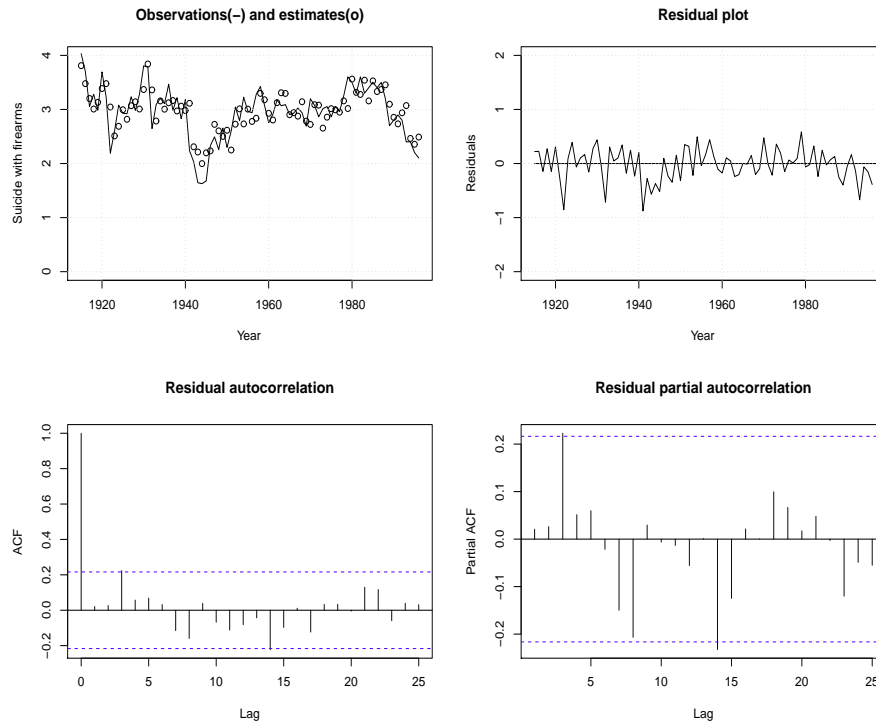 Observations(−) and estimates(o)
Suicide with firearms
4
3
2
1
0
1920 1940 1960 1980
Year
Residual plot
Residuals
2
1
0
−1
−2
1920 1940 1960 1980
Year
Residual autocorrelation
ACF
1.0
0.8
0.6
0.4
0.2
0.0
−0.2
0 5 10 15 20 25
Lag
Residual partial autocorrelation
Partial ACF
0.2
0.1
0.0
−0.1
−0.2
5 10 15 20 25
Lag